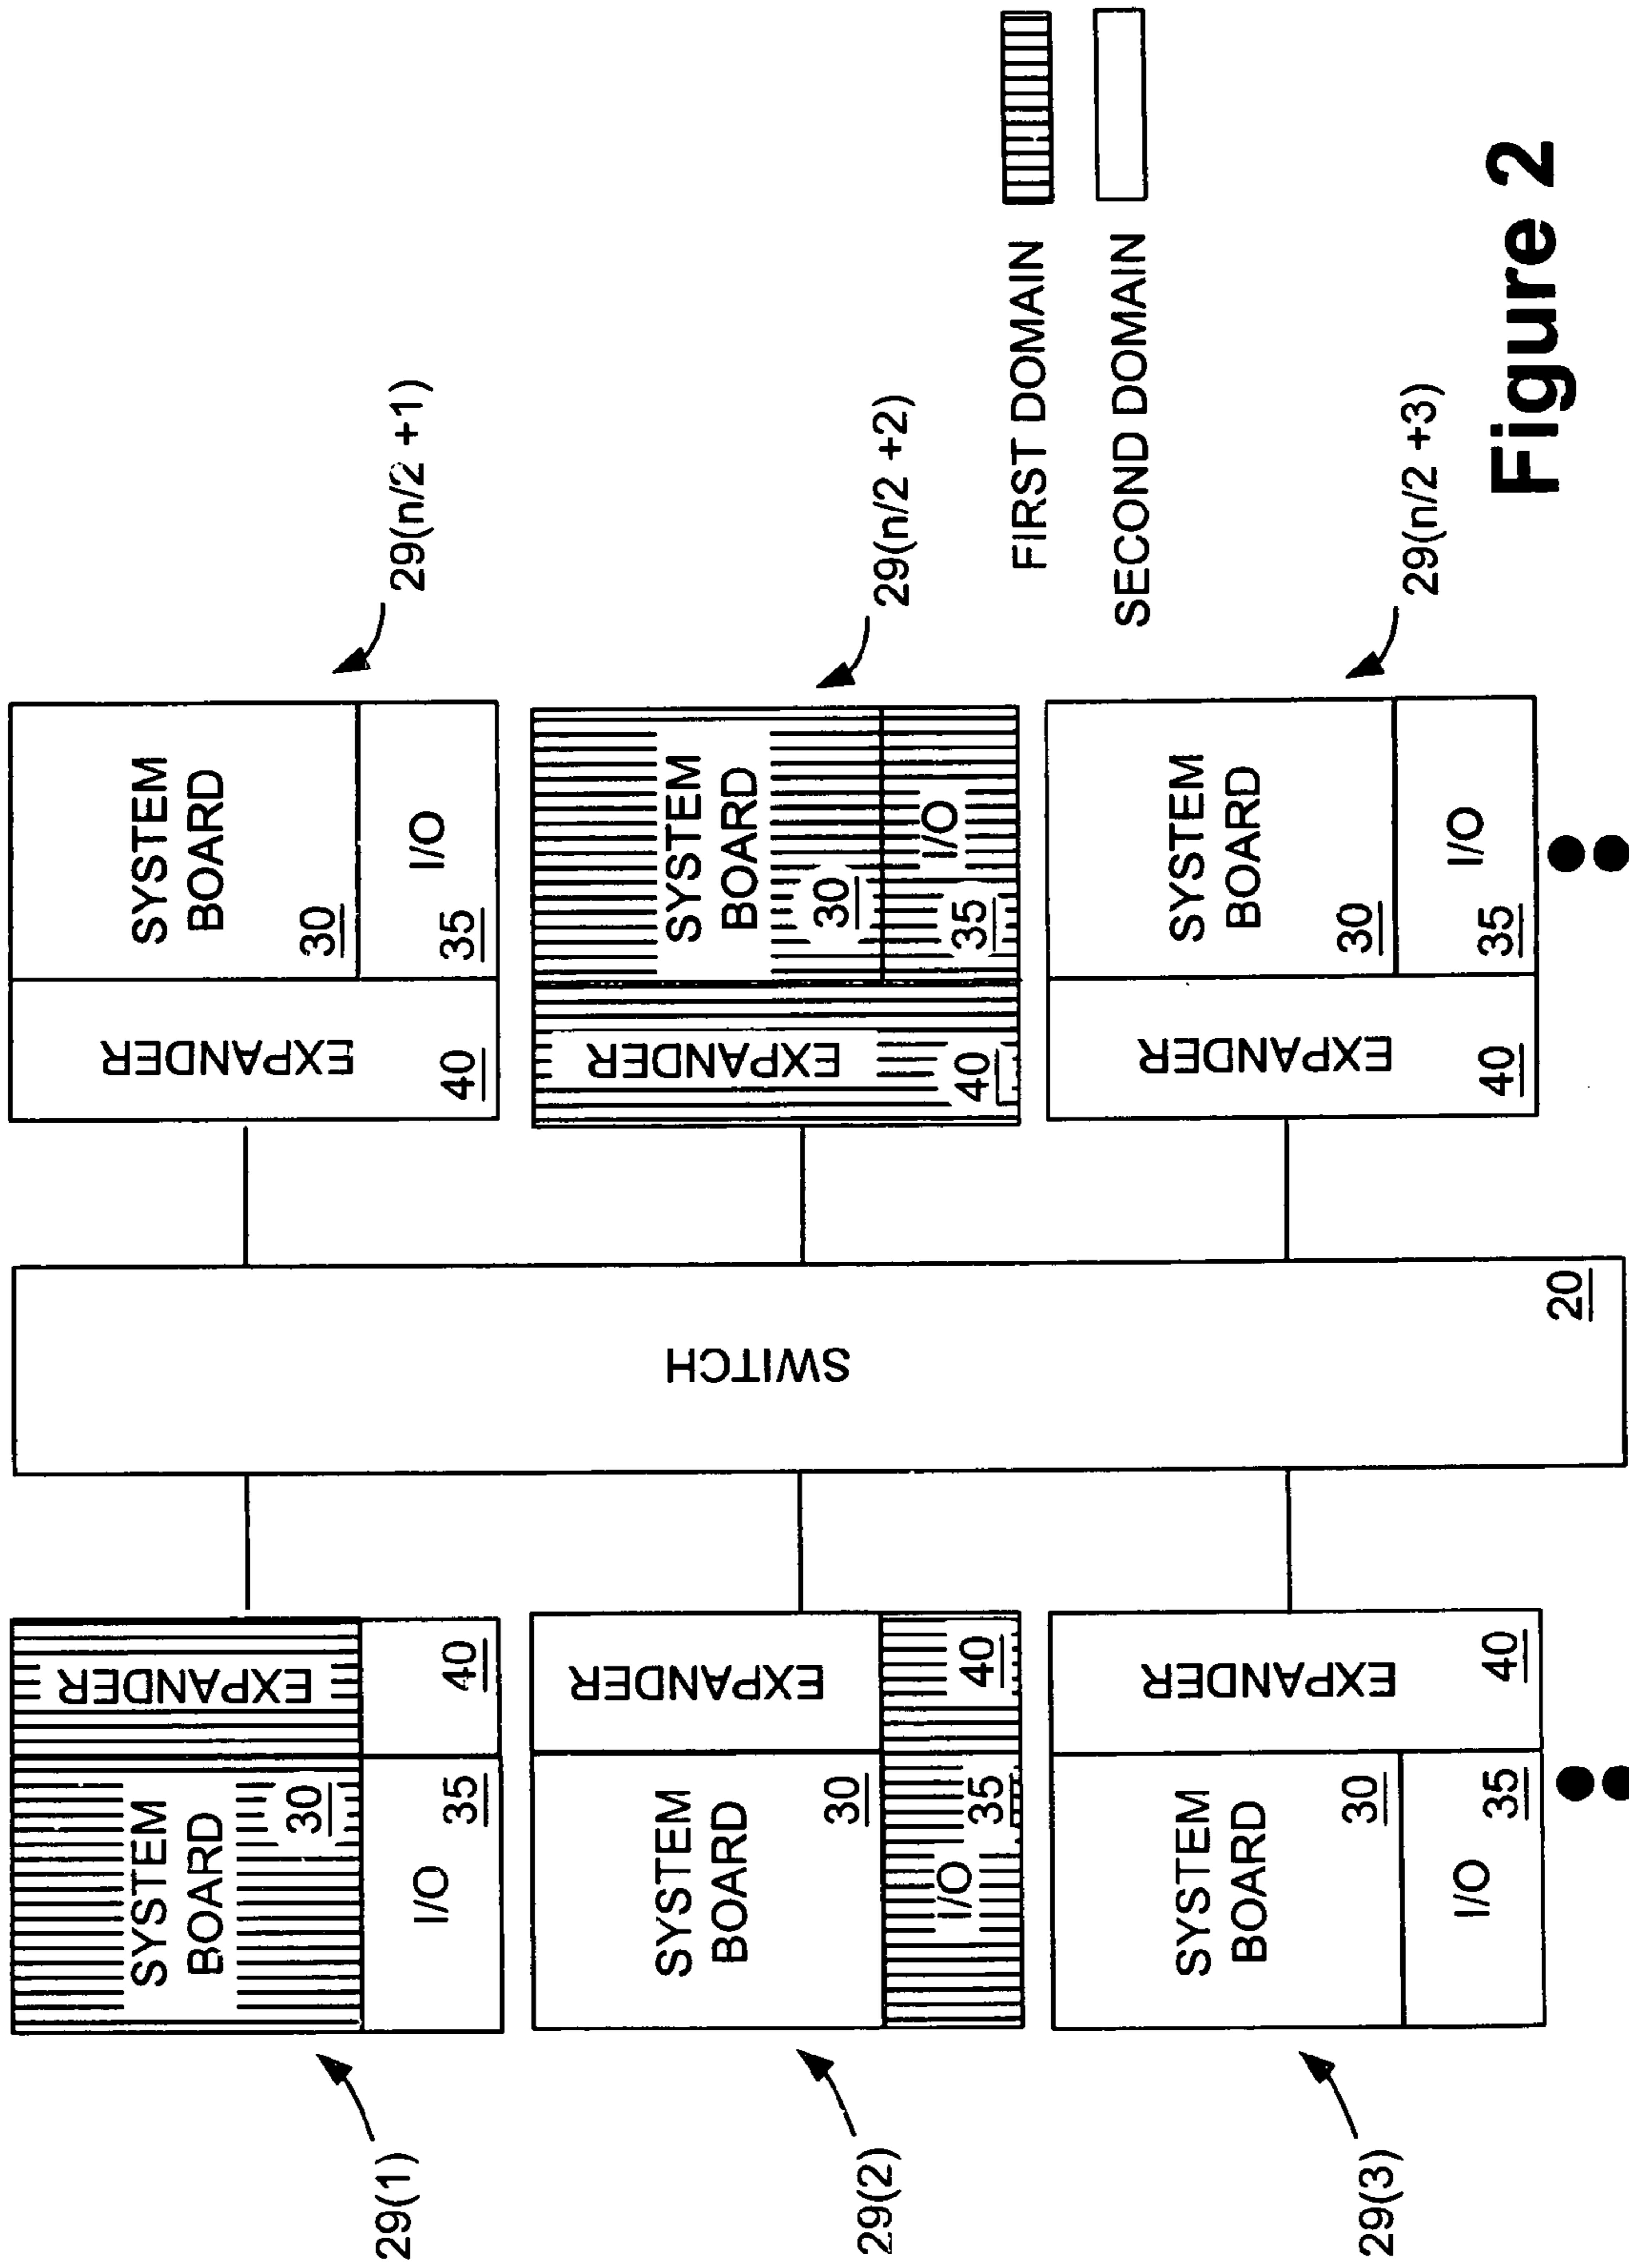 29(1)
SYSTEM
BOARD
30
I/O
35
EXPANDER
40
29(2)
SYSTEM
BOARD
30
I/O
35
EXPANDER
40
29(3)
SYSTEM
BOARD
30
I/O
35
EXPANDER
40
SWITCH
20
EXPANDER
40
SYSTEM
BOARD
30
I/O
35
29(n/2 +1)
EXPANDER
40
SYSTEM
BOARD
30
I/O
35
29(n/2 +2)
EXPANDER
40
SYSTEM
BOARD
30
I/O
35
29(n/2 +3)
FIRST DOMAIN
SECOND DOMAIN
Figure 2